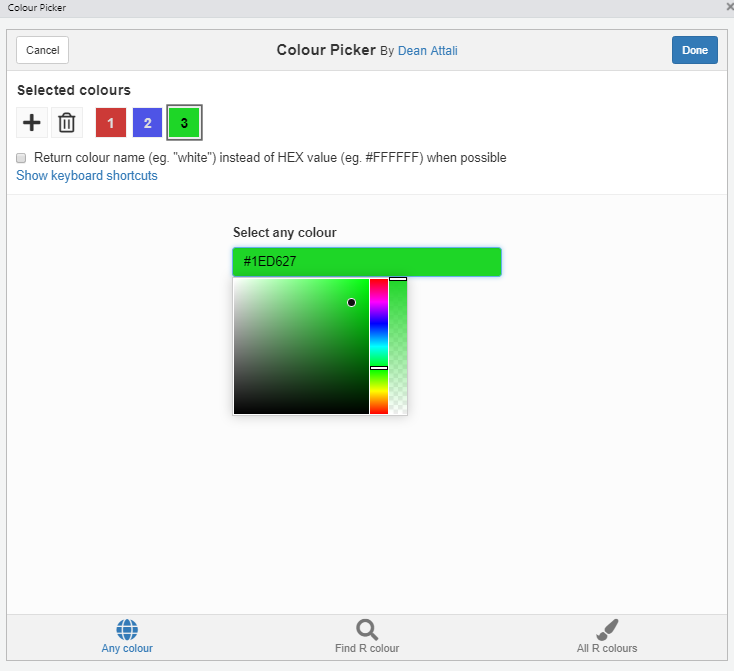 Colour Picker
Cancel
Colour Picker By Dean Attali
Done
Selected colours
1 2 3
Return colour name (eg. "white") instead of HEX value (eg. #FFFFFF) when possible
Show keyboard shortcuts
Select any colour
#1ED627
Any colour
Find R colour
All R colours